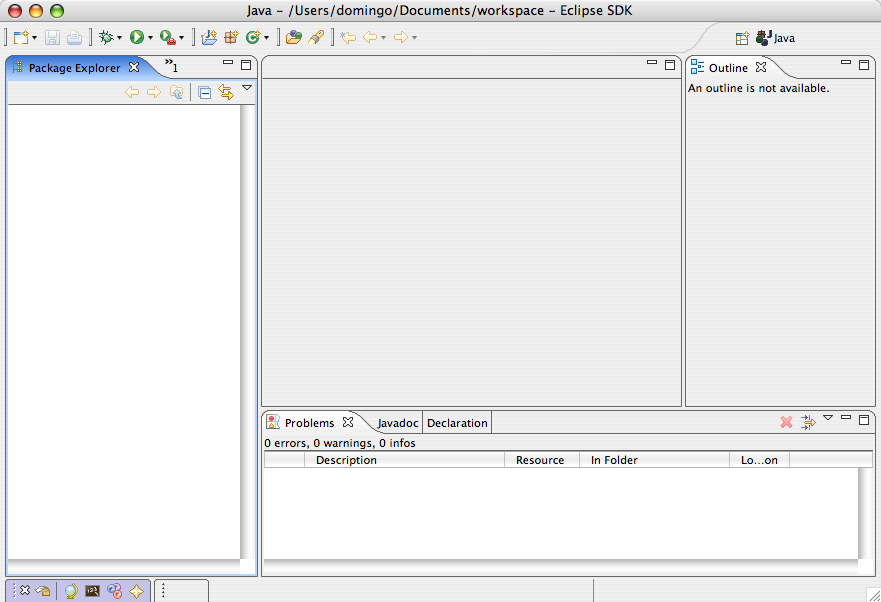 Java – /Users/domingo/Documents/workspace – Eclipse SDK
Java
Package Explorer
»1
Outline
An outline is not available.
Problems
Javadoc
Declaration
0 errors, 0 warnings, 0 infos
Description
Resource
In Folder
Lo...on